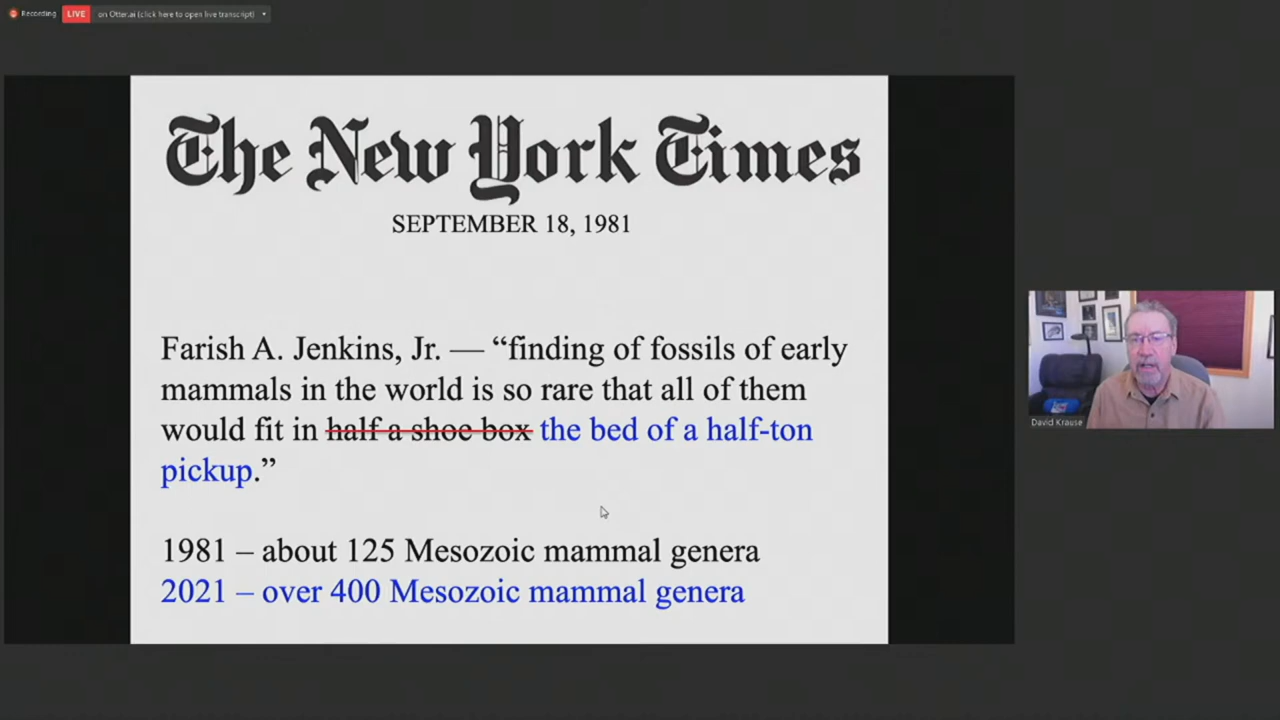 Recording LIVE on Otter.ai (click here to open live transcript)
The New York Times
SEPTEMBER 18, 1981
Farish A. Jenkins, Jr. — “finding of fossils of early
mammals in the world is so rare that all of them
would fit in half a shoe box the bed of a half-ton
pickup.”
1981 – about 125 Mesozoic mammal genera
2021 – over 400 Mesozoic mammal genera
David Krause